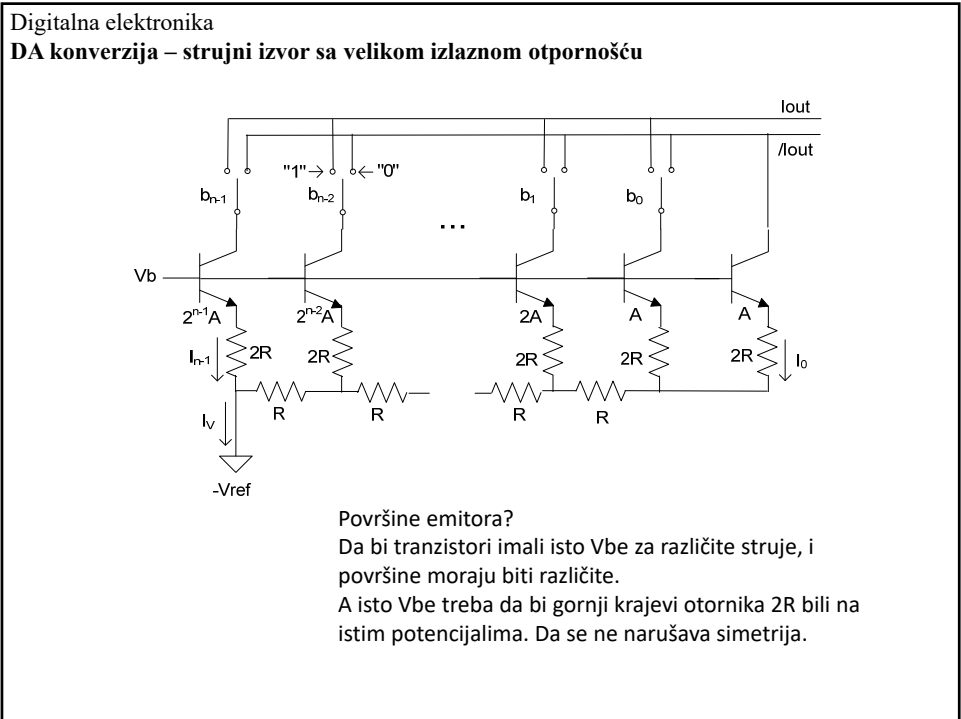 Digitalna elektronika
DA konverzija – strujni izvor sa velikom izlaznom otpornošću
Iout
/Iout
"1" "0"
bn-1 bn-2 b1 b0
...
Vb
2ⁿ⁻¹A 2ⁿ⁻²A 2A A A
In-1 2R 2R 2R 2R 2R I0
R R R R
IV
-Vref
Površine emitora?
Da bi tranzistori imali isto Vbe za različite struje, i
površine moraju biti različite.
A isto Vbe treba da bi gornji krajevi otornika 2R bili na
istim potencijalima. Da se ne narušava simetrija.